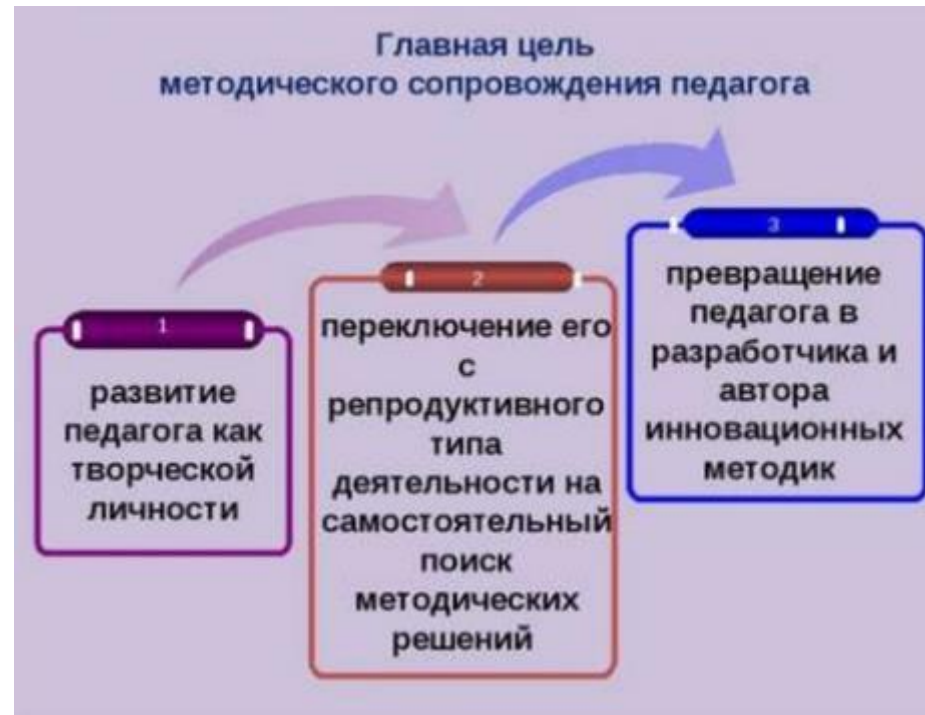 Главная цель
методического сопровождения педагога
1
развитие
педагога как
творческой
личности
2
переключение его
с
репродуктивного
типа
деятельности на
самостоятельный
поиск
методических
решений
3
превращение
педагога в
разработчика и
автора
инновационных
методик